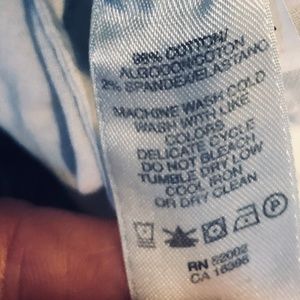 98% COTTON/
ALGODON/COTON
2% SPANDEX/ELASTANO
MACHINE WASH COLD
WASH WITH LIKE
COLORS
DELICATE CYCLE
DO NOT BLEACH
TUMBLE DRY LOW
COOL IRON
OR DRY CLEAN
RN 52002
CA 16396